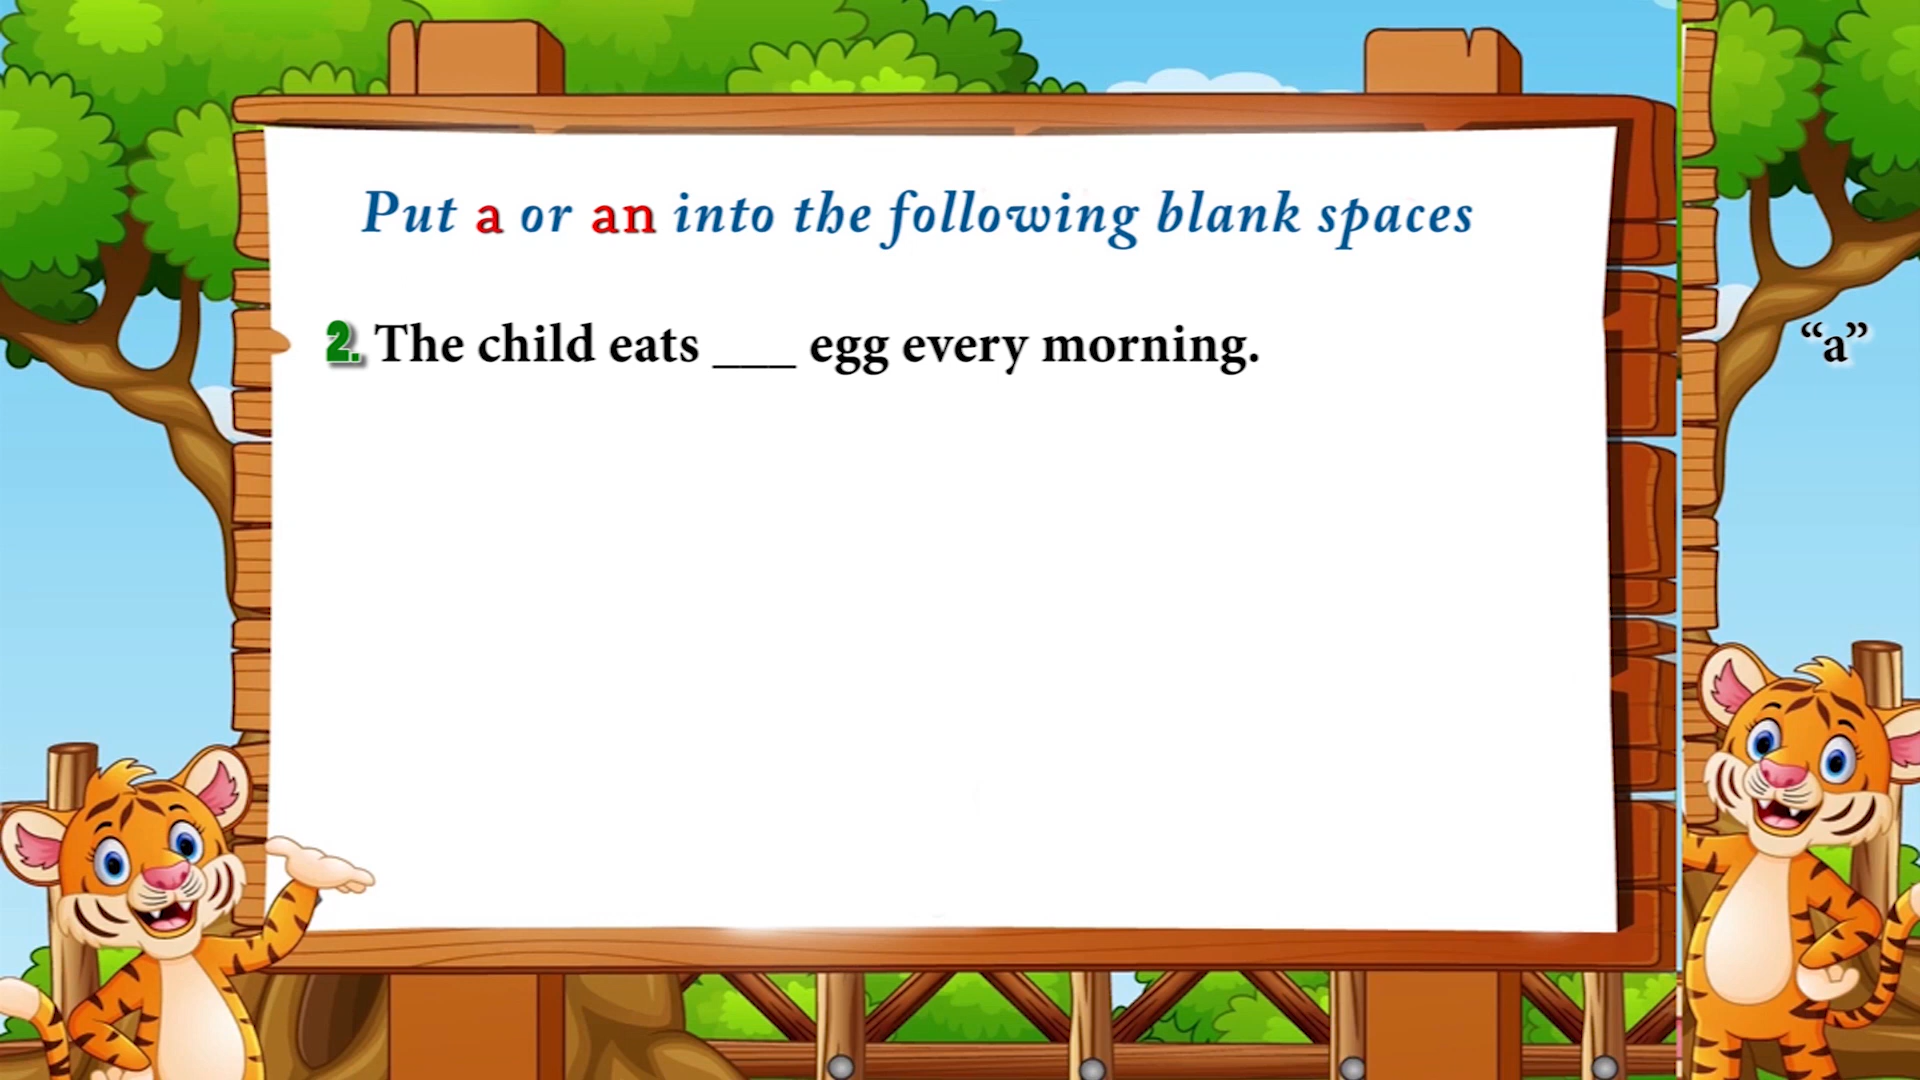 Put a or an into the following blank spaces
2. The child eats ___ egg every morning.
“a”